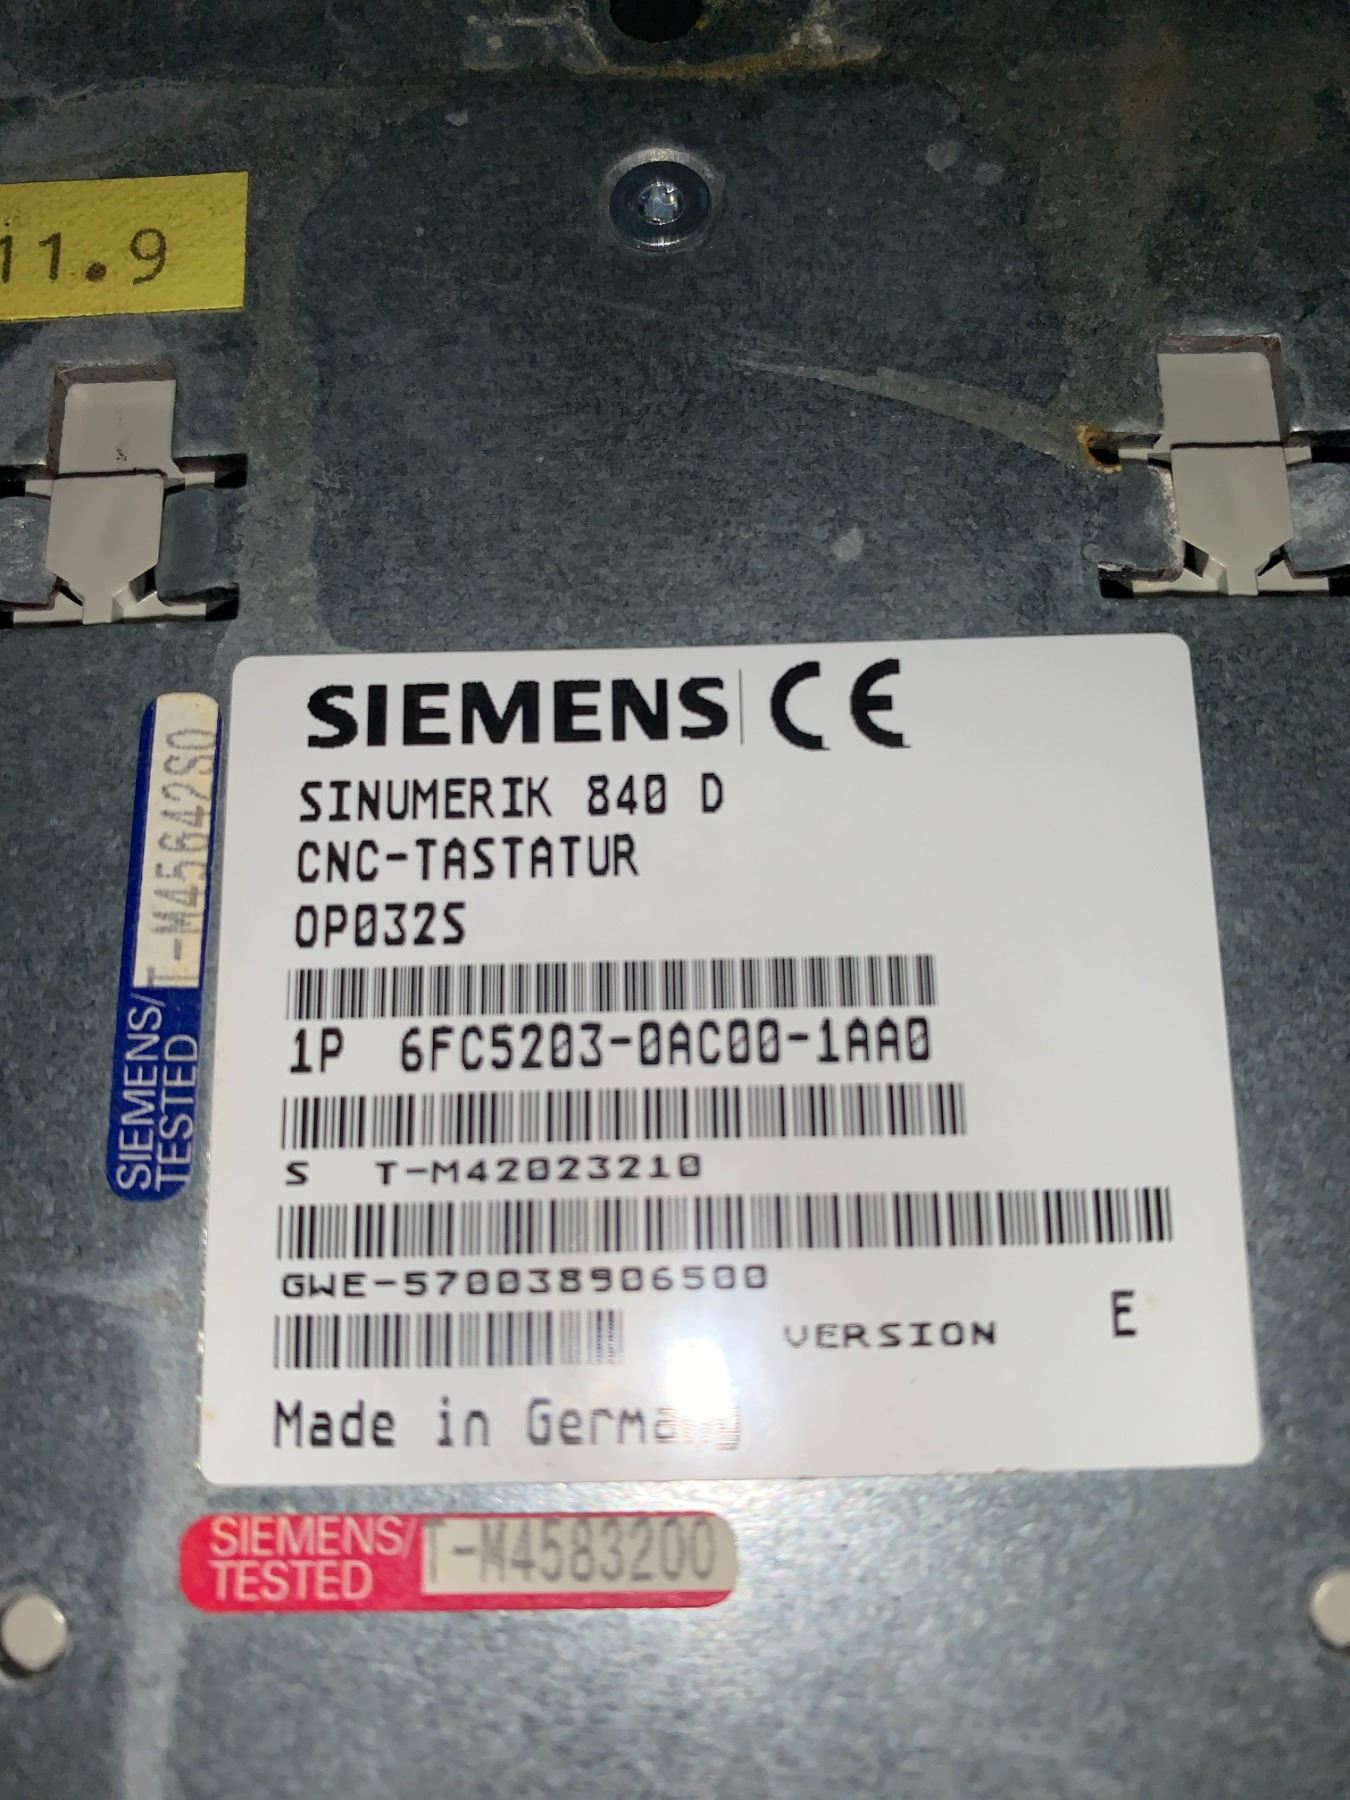 11.9
SIEMENS CE
SINUMERIK 840 D
CNC-TASTATUR
OP032S
1P 6FC5203-0AC00-1AA0
S T-M42023210
GWE-570038906500
VERSION E
Made in Germany
SIEMENS/ T-M45642S0
TESTED
SIEMENS/ T-M4583200
TESTED